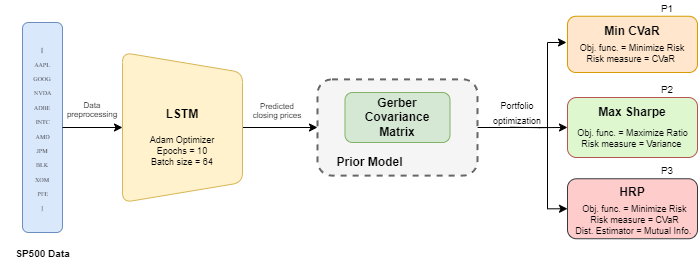 [
AAPL
GOOG
NVDA
ADBE
INTC
AMD
JPM
BLK
XOM
PFE
]
SP500 Data
Data
preprocessing
LSTM
Adam Optimizer
Epochs = 10
Batch size = 64
Predicted
closing prices
Gerber
Covariance
Matrix
Prior Model
Portfolio
optimization
P1
Min CVaR
Obj. func. = Minimize Risk
Risk measure = CVaR
P2
Max Sharpe
Obj. func. = Maximize Ratio
Risk measure = Variance
P3
HRP
Obj. func. = Minimize Risk
Risk measure = CVaR
Dist. Estimator = Mutual Info.